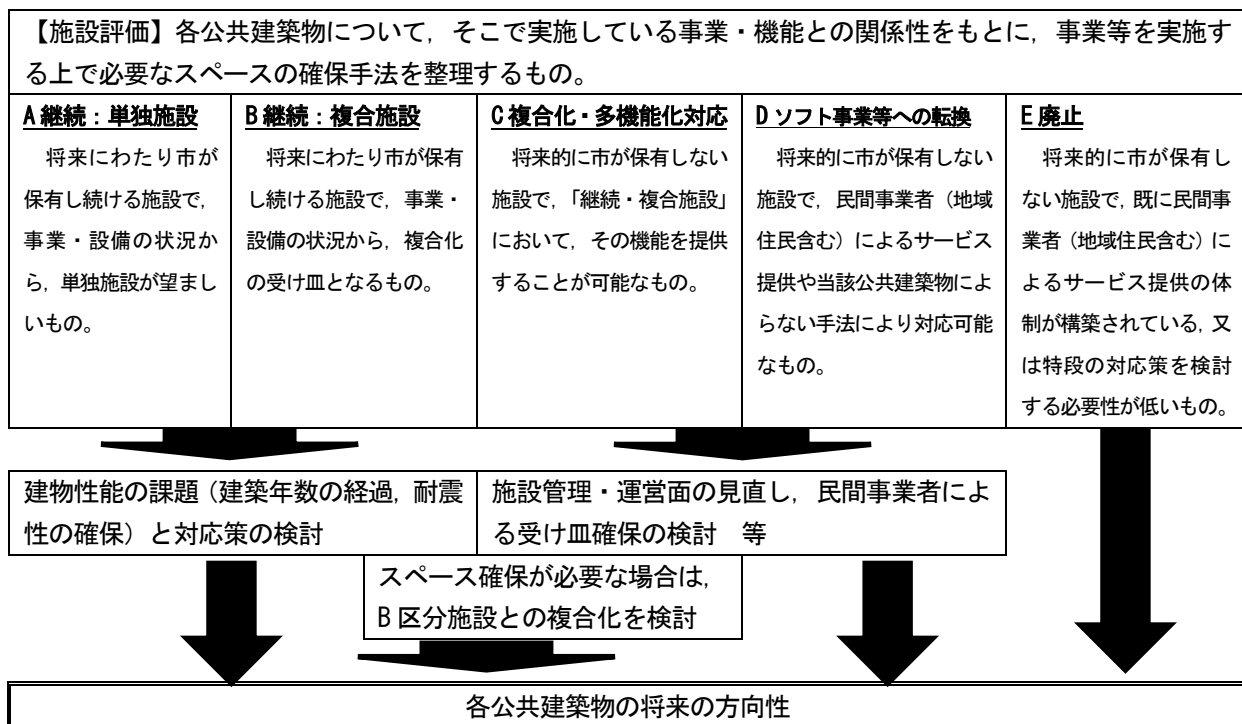 【施設評価】各公共建築物について，そこで実施している事業・機能との関係性をもとに，事業等を実施す
る上で必要なスペースの確保手法を整理するもの。
A 継続：単独施設
将来にわたり市が
保有し続ける施設で，
事業・設備の状況か
ら，単独施設が望まし
いもの。
B 継続：複合施設
将来にわたり市が保有
し続ける施設で，事業・
設備の状況から，複合化
の受け皿となるもの。
C 複合化・多機能化対応
将来的に市が保有しない
施設で，「継続・複合施設」
において，その機能を提供
することが可能なもの。
D ソフト事業等への転換
将来的に市が保有しない
施設で，民間事業者（地域
住民含む）によるサービス
提供や当該公共建築物によ
らない手法により対応可能
なもの。
E 廃止
将来的に市が保有し
ない施設で，既に民間事
業者（地域住民含む）に
よるサービス提供の体
制が構築されている，又
は特段の対応策を検討
する必要性が低いもの。
建物性能の課題（建築年数の経過，耐震
性の確保）と対応策の検討
施設管理・運営面の見直し，民間事業者によ
る受け皿確保の検討　等
スペース確保が必要な場合は，
B 区分施設との複合化を検討
各公共建築物の将来の方向性